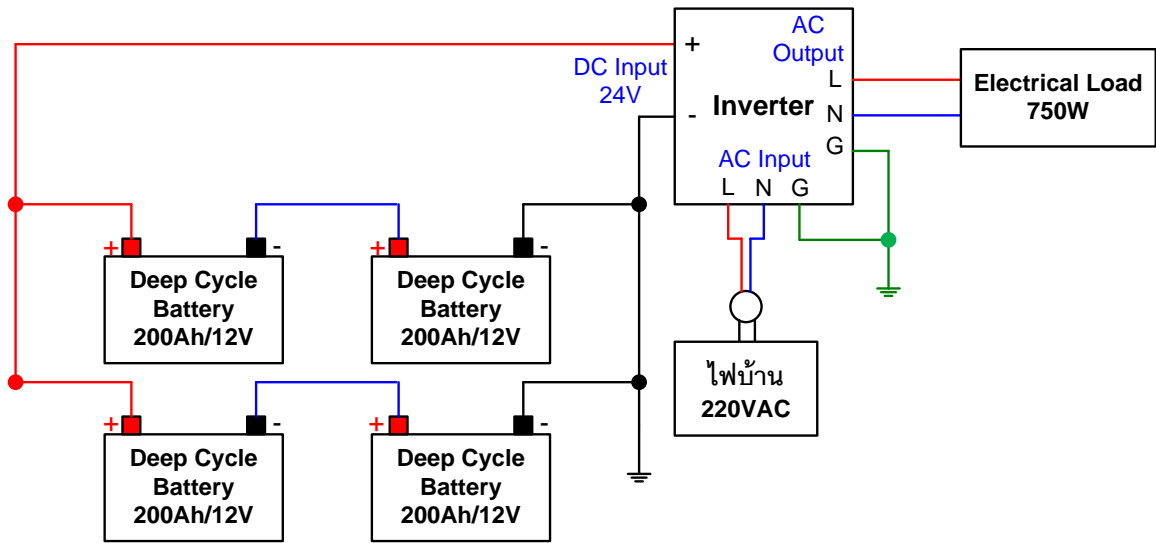 AC
Output
+
DC Input
24V
L
Electrical Load
750W
-
Inverter
N
G
AC Input
L N G
+ -
Deep Cycle
Battery
200Ah/12V
+ -
Deep Cycle
Battery
200Ah/12V
ไฟบ้าน
220VAC
+ -
Deep Cycle
Battery
200Ah/12V
+ -
Deep Cycle
Battery
200Ah/12V